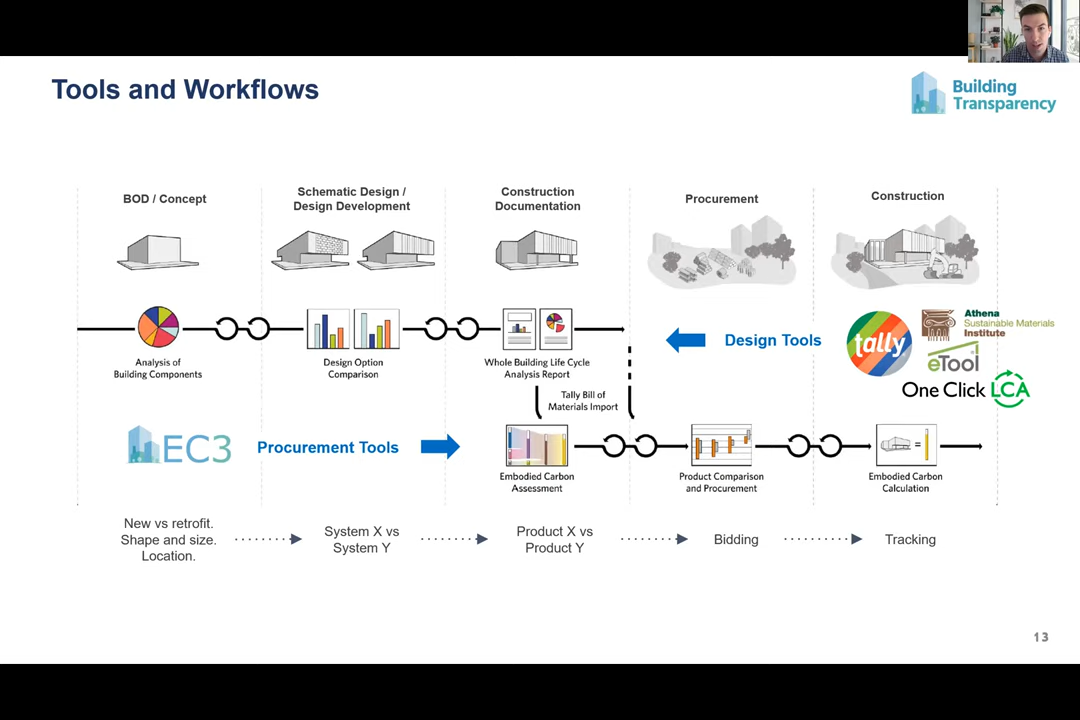 Tools and Workflows
Building
Transparency
BOD / Concept
Schematic Design /
Design Development
Construction
Documentation
Procurement
Construction
Analysis of
Building Components
Design Option
Comparison
Whole Building Life Cycle
Analysis Report
Design Tools
tally
Athena
Sustainable Materials
Institute
eTool
One Click LCA
Tally Bill of
Materials Import
EC3
Procurement Tools
Embodied Carbon
Assessment
Product Comparison
and Procurement
=
Embodied Carbon
Calculation
New vs retrofit.
Shape and size.
Location.
System X vs
System Y
Product X vs
Product Y
Bidding
Tracking
13